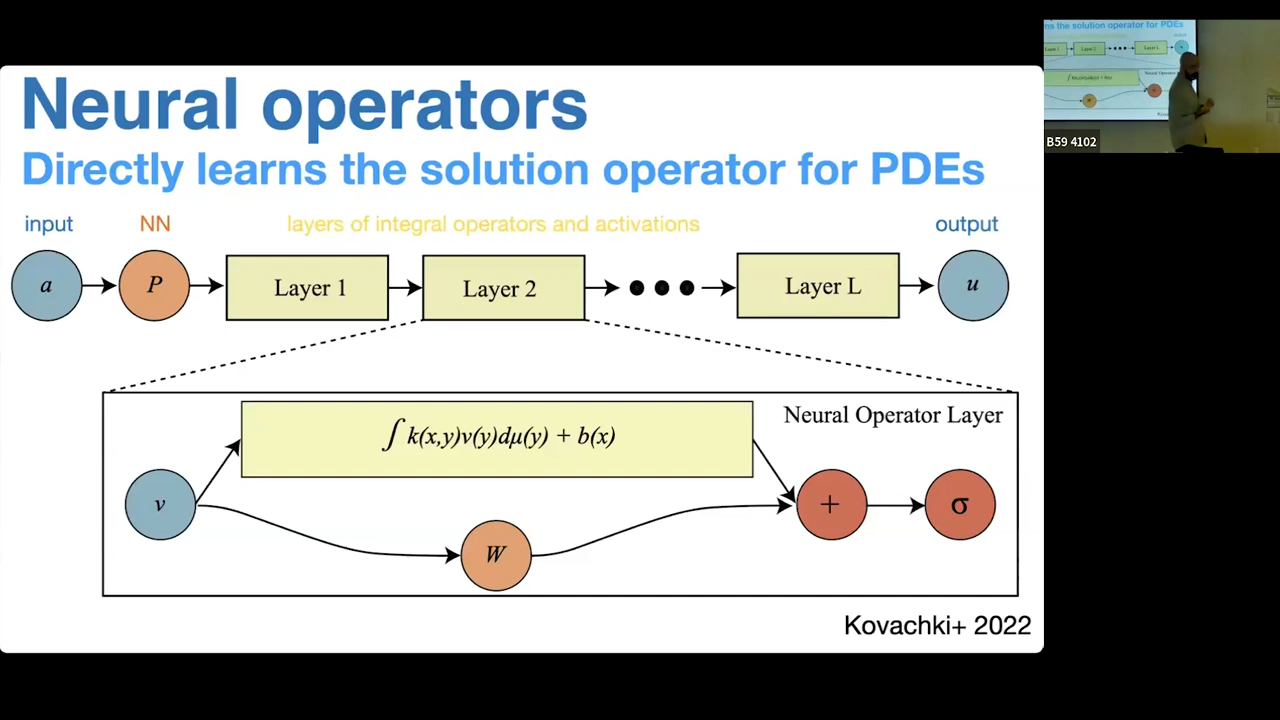 Neural operators
Directly learns the solution operator for PDEs
input NN layers of integral operators and activations output
a P Layer 1 Layer 2 Layer L u
∫ k(x,y)v(y)dμ(y) + b(x)
Neural Operator Layer
v + σ
W
Kovachki+ 2022
B59 4102